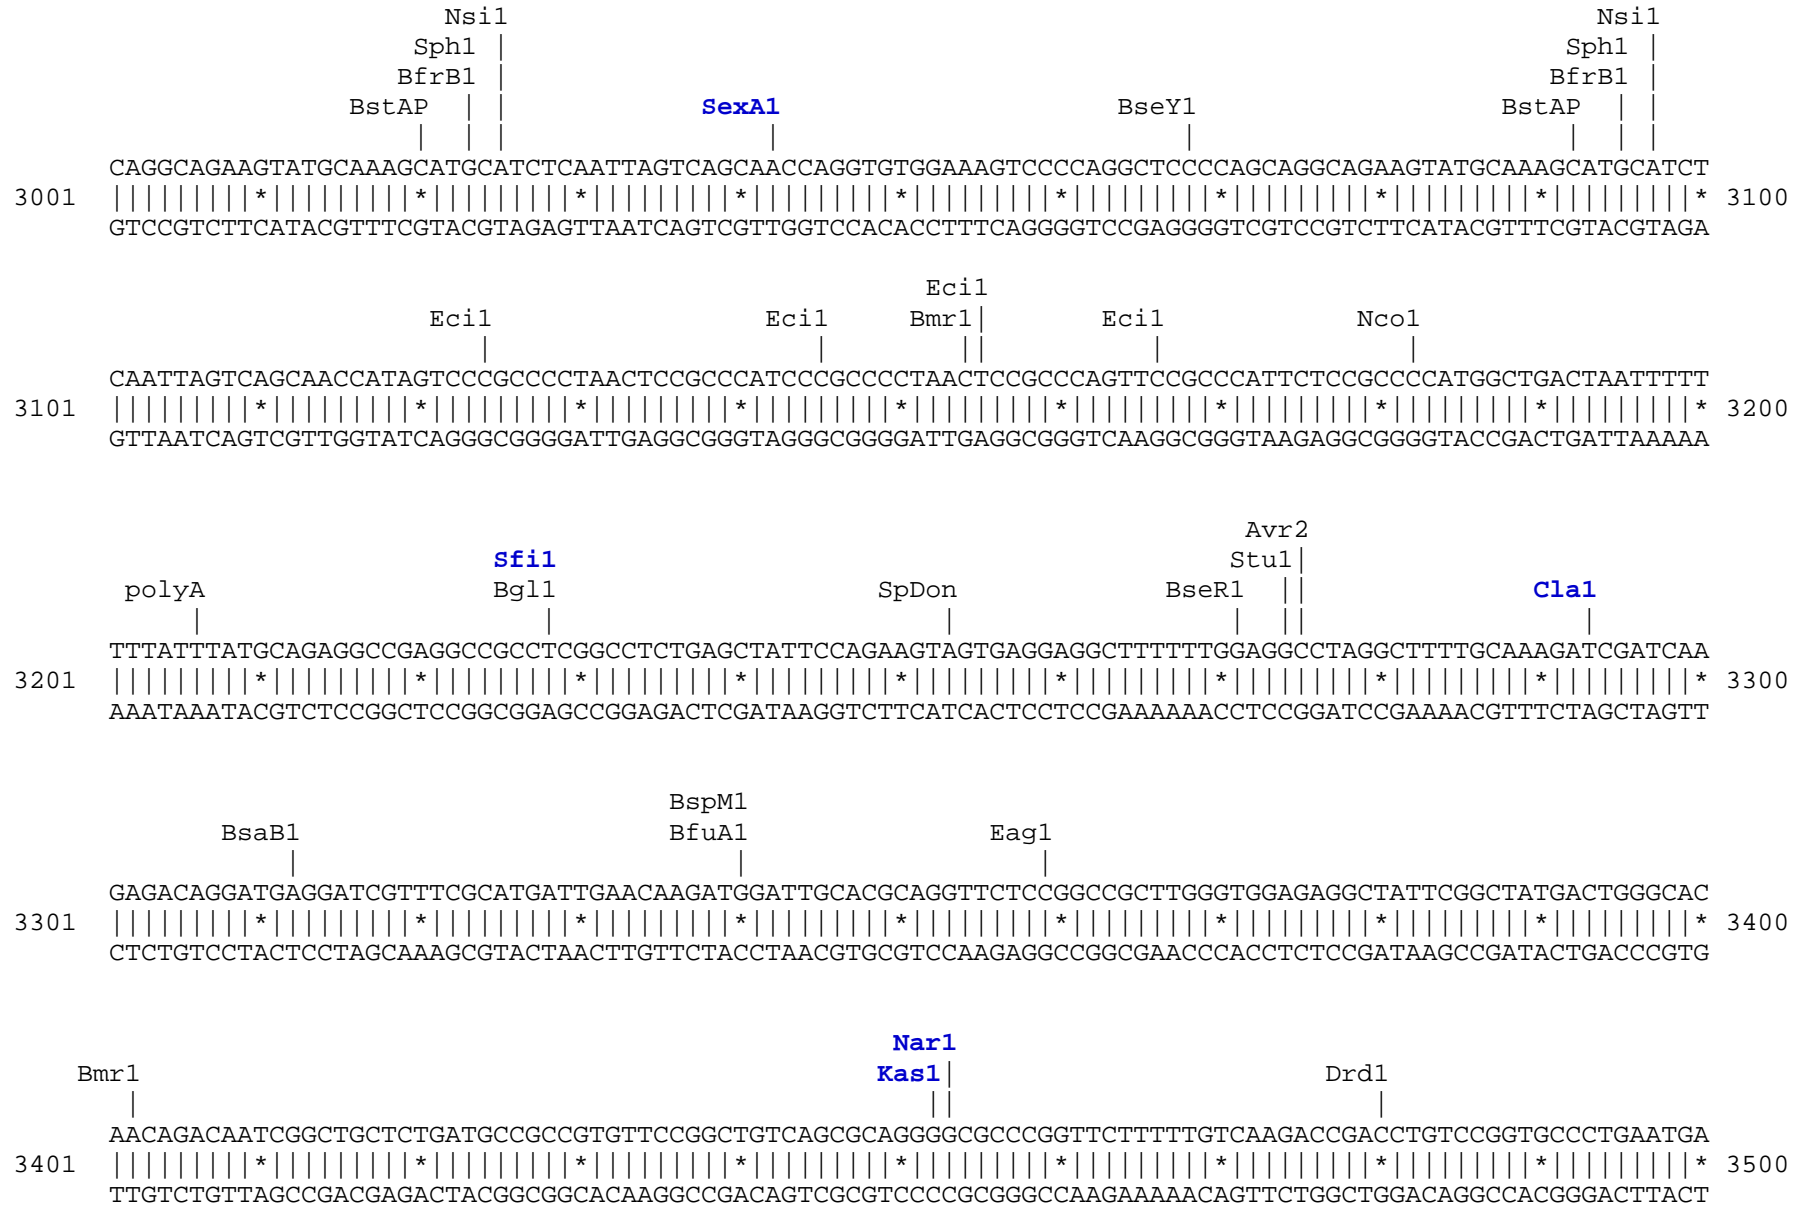 Nsi1 Nsi1
Sph1 | Sph1 |
BfrB1 | BfrB1 |
BstAP | | SexA1 BseY1 BstAP | |
| | | | | | | |
CAGGCAGAAGTATGCAAAGCATGCATCTCAATTAGTCAGCAACCAGGTGTGGAAAGTCCCCAGGCTCCCCAGCAGGCAGAAGTATGCAAAGCATGCATCT
3001 |||||||||*|||||||||*|||||||||*|||||||||*|||||||||*|||||||||*|||||||||*|||||||||*|||||||||*|||||||||* 3100
GTCCGTCTTCATACGTTTCGTACGTAGAGTTAATCAGTCGTTGGTCCACACCTTTCAGGGGTCCGAGGGGTCGTCCGTCTTCATACGTTTCGTACGTAGA
Eci1
Eci1 Eci1 Bmr1| Eci1 Nco1
| | || | |
CAATTAGTCAGCAACCATAGTCCCGCCCCTAACTCCGCCCATCCCGCCCCTAACTCCGCCCAGTTCCGCCCATTCTCCGCCCCATGGCTGACTAATTTTT
3101 |||||||||*|||||||||*|||||||||*|||||||||*|||||||||*|||||||||*|||||||||*|||||||||*|||||||||*|||||||||* 3200
GTTAATCAGTCGTTGGTATCAGGGCGGGGATTGAGGCGGGTAGGGCGGGGATTGAGGCGGGTCAAGGCGGGTAAGAGGCGGGGTACCGACTGATTAAAAA
Avr2
Sfi1 Stu1|
polyA Bgl1 SpDon BseR1 || Cla1
| | | | || |
TTTATTTATGCAGAGGCCGAGGCCGCCTCGGCCTCTGAGCTATTCCAGAAGTAGTGAGGAGGCTTTTTTGGAGGCCTAGGCTTTTGCAAAGATCGATCAA
3201 |||||||||*|||||||||*|||||||||*|||||||||*|||||||||*|||||||||*|||||||||*|||||||||*|||||||||*|||||||||* 3300
AAATAAATACGTCTCCGGCTCCGGCGGAGCCGGAGACTCGATAAGGTCTTCATCACTCCTCCGAAAAAACCTCCGGATCCGAAAACGTTTCTAGCTAGTT
BspM1
BsaB1 BfuA1 Eag1
| | |
GAGACAGGATGAGGATCGTTTCGCATGATTGAACAAGATGGATTGCACGCAGGTTCTCCGGCCGCTTGGGTGGAGAGGCTATTCGGCTATGACTGGGCAC
3301 |||||||||*|||||||||*|||||||||*|||||||||*|||||||||*|||||||||*|||||||||*|||||||||*|||||||||*|||||||||* 3400
CTCTGTCCTACTCCTAGCAAAGCGTACTAACTTGTTCTACCTAACGTGCGTCCAAGAGGCCGGCGAACCCACCTCTCCGATAAGCCGATACTGACCCGTG
Nar1
Bmr1 Kas1| Drd1
| || |
AACAGACAATCGGCTGCTCTGATGCCGCCGTGTTCCGGCTGTCAGCGCAGGGGCGCCCGGTTCTTTTTGTCAAGACCGACCTGTCCGGTGCCCTGAATGA
3401 |||||||||*|||||||||*|||||||||*|||||||||*|||||||||*|||||||||*|||||||||*|||||||||*|||||||||*|||||||||* 3500
TTGTCTGTTAGCCGACGAGACTACGGCGGCACAAGGCCGACAGTCGCGTCCCCGCGGGCCAAGAAAAACAGTTCTGGCTGGACAGGCCACGGGACTTACT